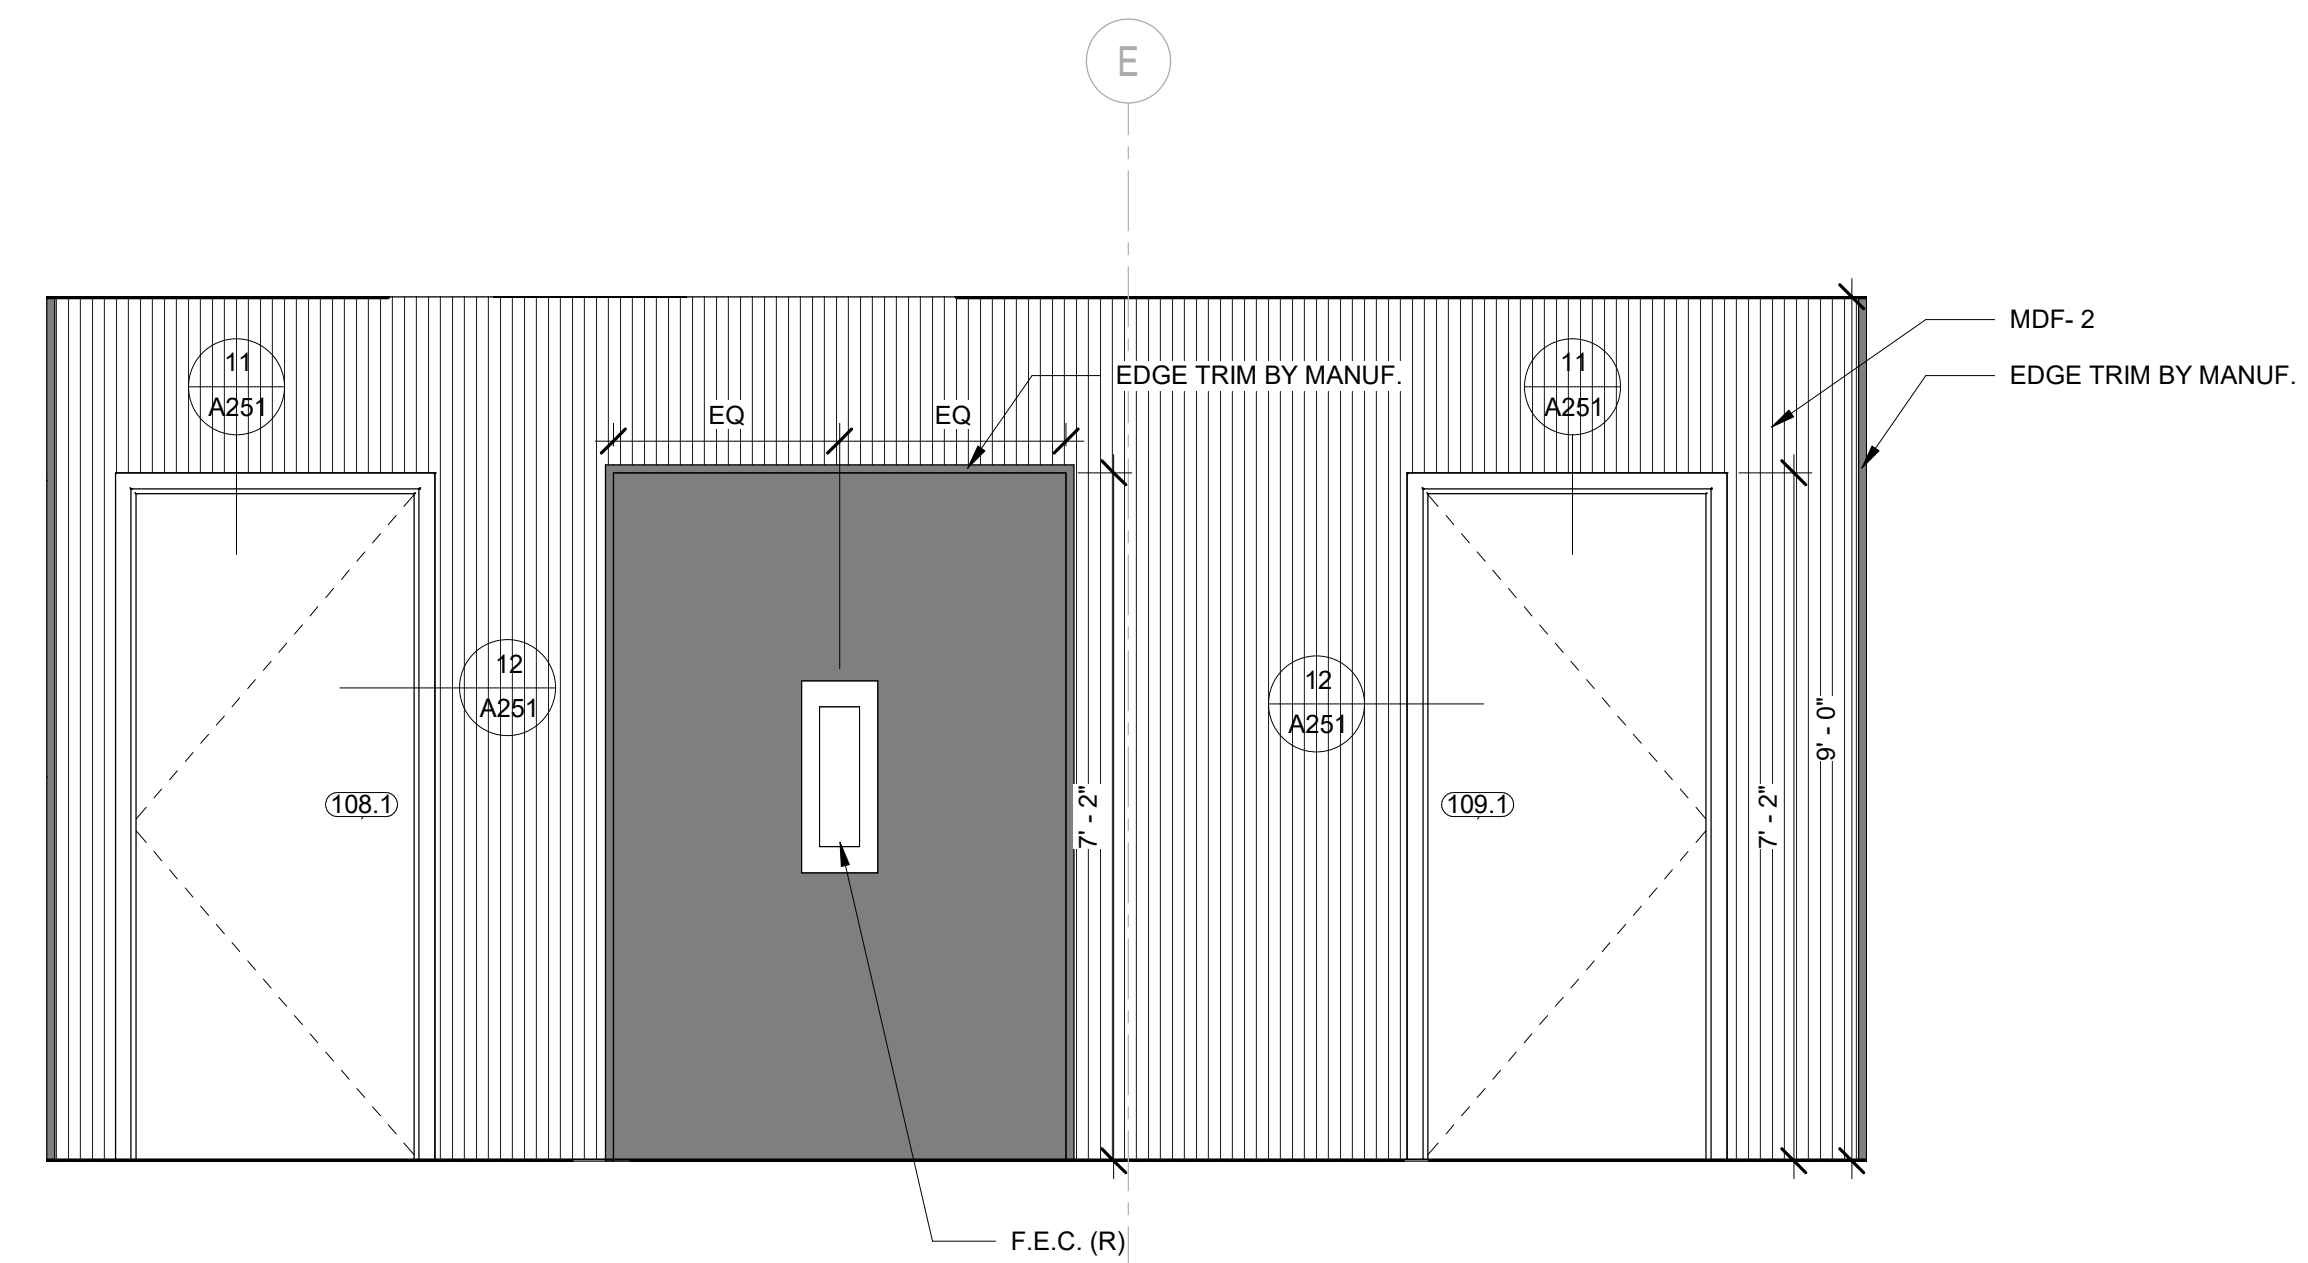 E
MDF- 2
EDGE TRIM BY MANUF.
11
A251
EDGE TRIM BY MANUF.
11
A251
EQ
EQ
12
A251
12
A251
9' - 0"
108.1
7' - 2"
109.1
7' - 2"
F.E.C. (R)